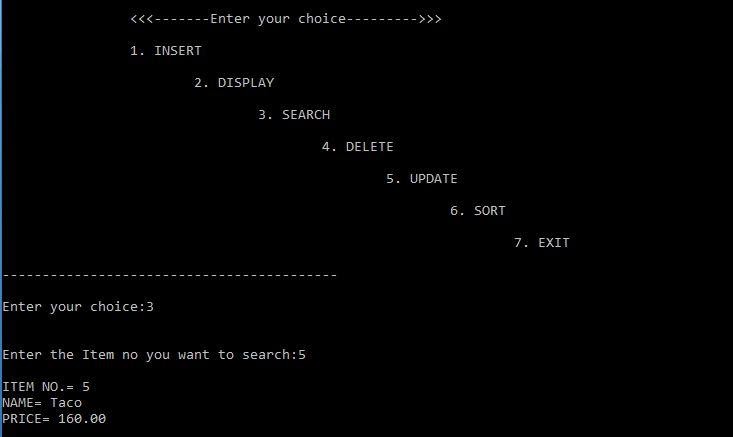 <<<-------Enter your choice--------->>>
1. INSERT
2. DISPLAY
3. SEARCH
4. DELETE
5. UPDATE
6. SORT
7. EXIT
------------------------------------------
Enter your choice:3
Enter the Item no you want to search:5
ITEM NO.= 5
NAME= Taco
PRICE= 160.00